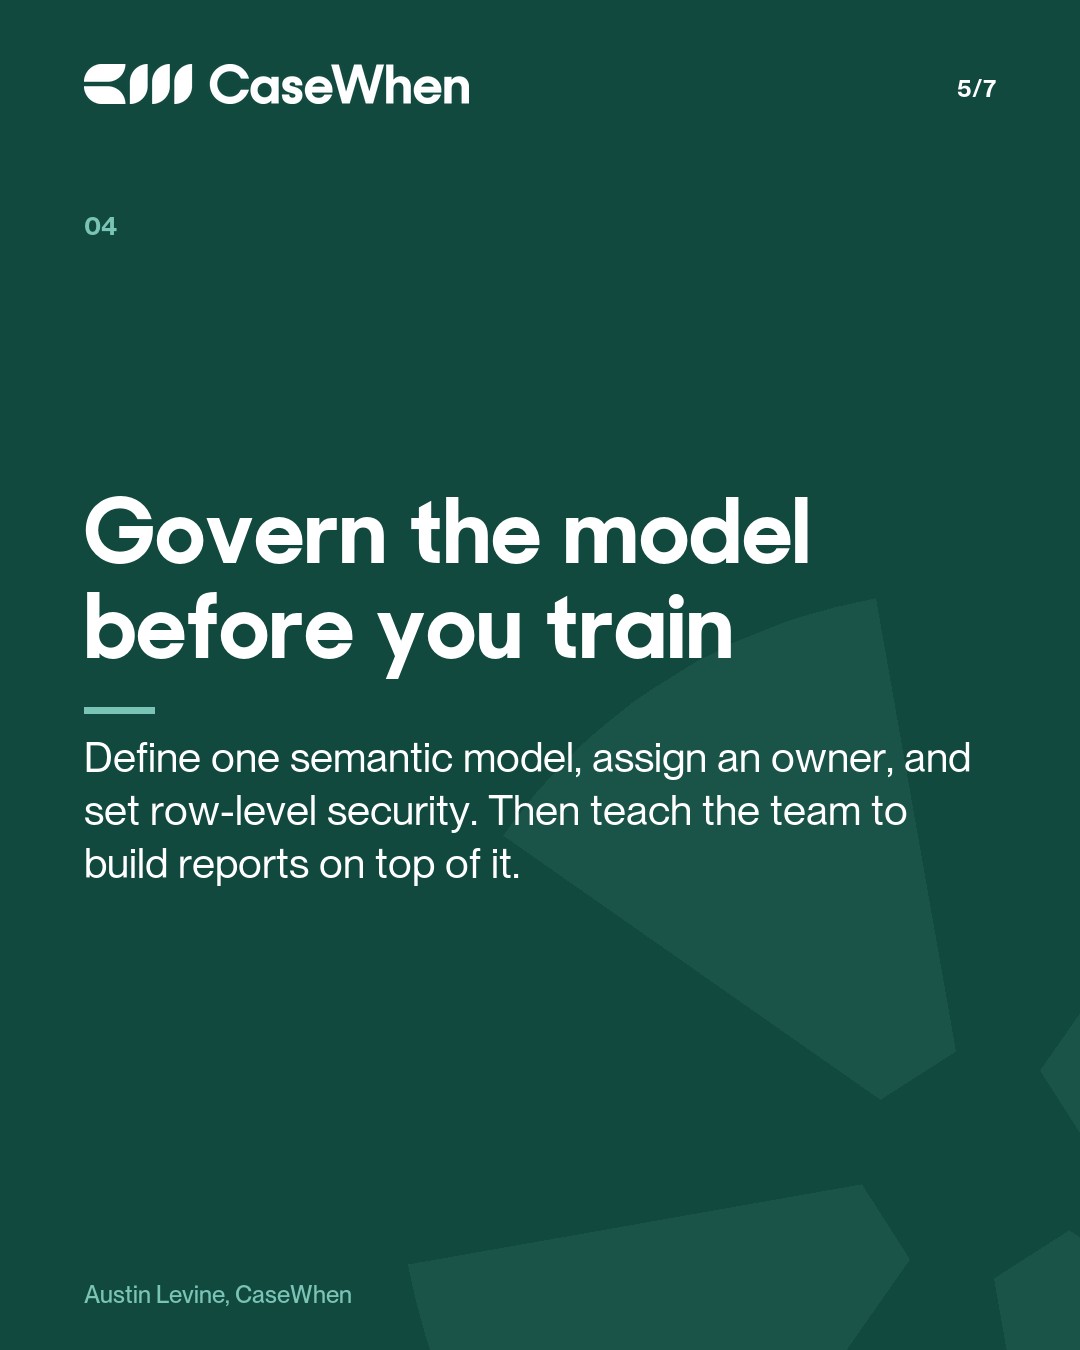 CaseWhen
5/7
04
Govern the model
before you train
Define one semantic model, assign an owner, and
set row-level security. Then teach the team to
build reports on top of it.
Austin Levine, CaseWhen